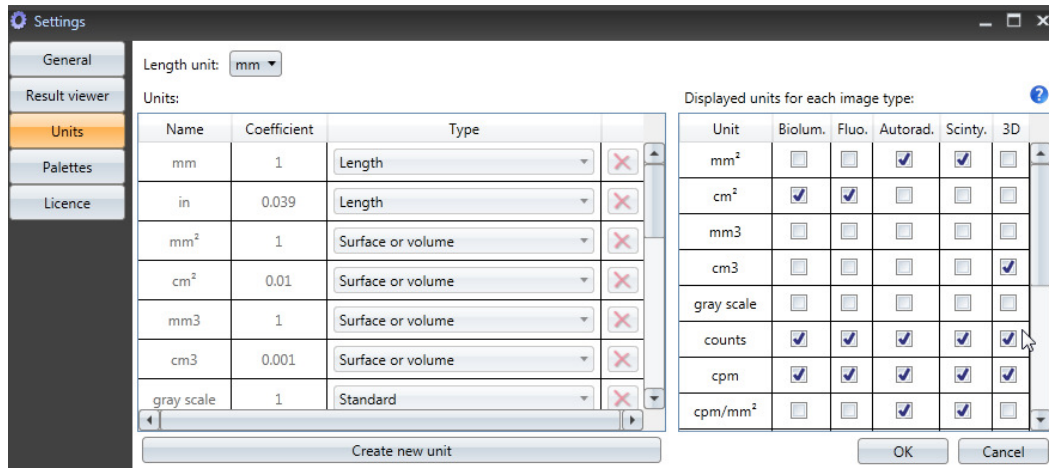 Settings
General
Result viewer
Units
Palettes
Licence
Length unit: mm
Units:
Name Coefficient Type
mm 1 Length
in 0.039 Length
mm² 1 Surface or volume
cm² 0.01 Surface or volume
mm3 1 Surface or volume
cm3 0.001 Surface or volume
gray scale 1 Standard
Create new unit
Displayed units for each image type: ?
Unit Biolum. Fluo. Autorad. Scinty. 3D
mm²
cm²
mm3
cm3
gray scale
counts
cpm
cpm/mm²
OK Cancel